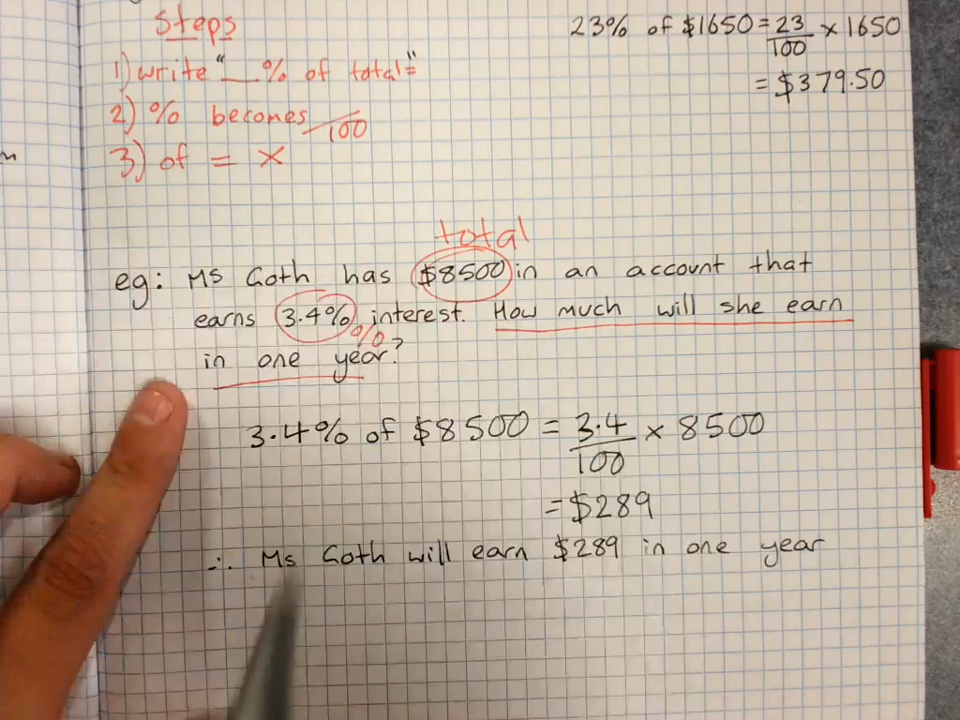 Steps
1) write "__% of total="
2) % becomes /100
3) of = ×
23% of $1650 = 23/100 × 1650
= $379.50
total
eg: Ms Goth has $8500 in an account that
earns 3.4% interest. How much will she earn
%
in one year?
3.4% of $8500 = 3.4/100 × 8500
= $289
∴ Ms Goth will earn $289 in one year